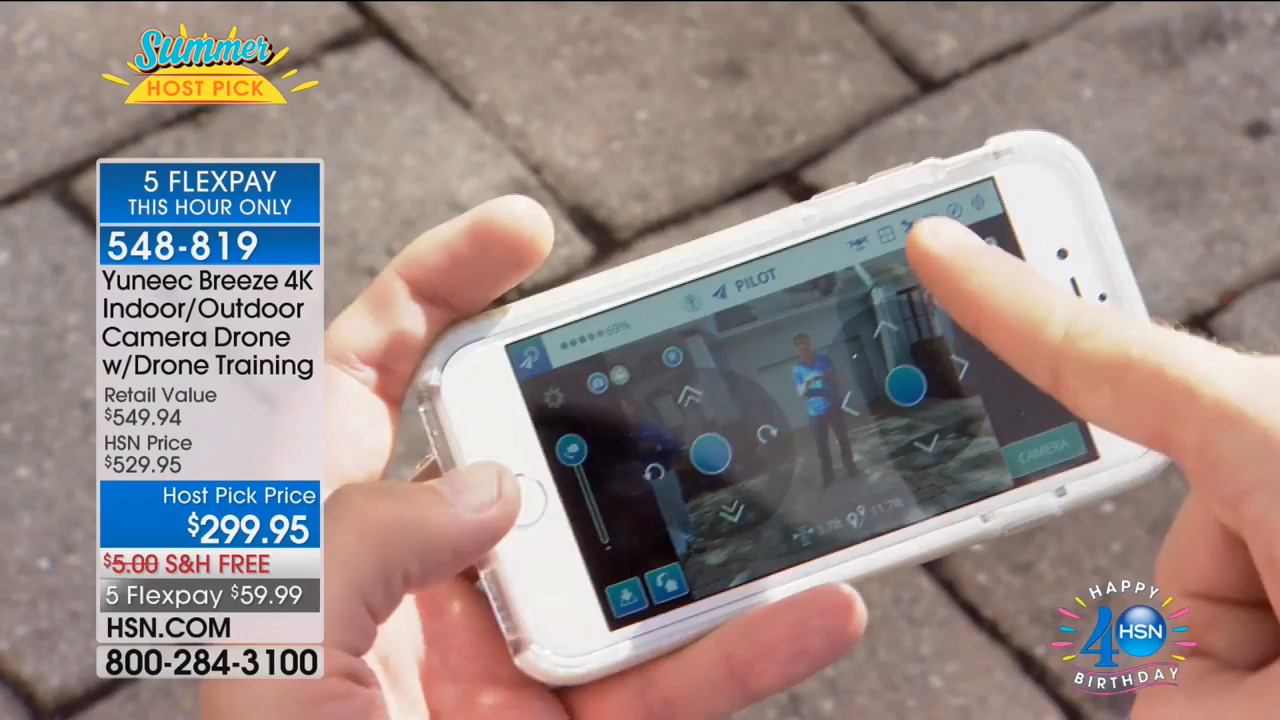 Summer
HOST PICK
5 FLEXPAY
THIS HOUR ONLY
548-819
Yuneec Breeze 4K
Indoor/Outdoor
Camera Drone
w/Drone Training
Retail Value
$549.94
HSN Price
$529.95
Host Pick Price
$299.95
$5.00 S&H FREE
5 Flexpay $59.99
HSN.COM
800-284-3100
PILOT
69%
CAMERA
HAPPY
40
HSN
BIRTHDAY